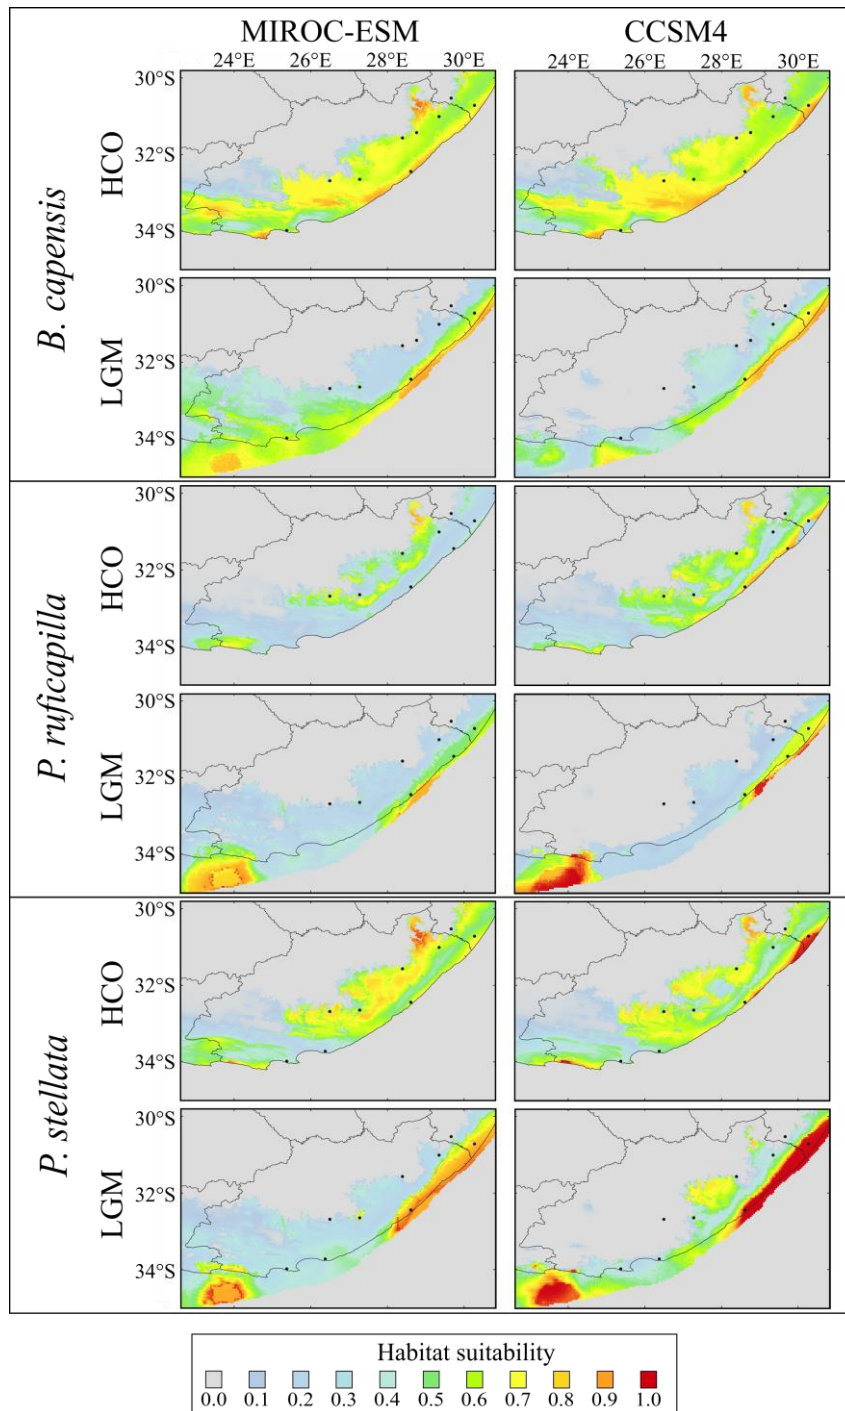 MIROC-ESM CCSM4
24°E 26°E 28°E 30°E 24°E 26°E 28°E 30°E
B. capensis
HCO
30°S
32°S
34°S
LGM
30°S
32°S
34°S
P. ruficapilla
HCO
30°S
32°S
34°S
LGM
30°S
32°S
34°S
P. stellata
HCO
30°S
32°S
34°S
LGM
30°S
32°S
34°S
Habitat suitability
0.0 0.1 0.2 0.3 0.4 0.5 0.6 0.7 0.8 0.9 1.0